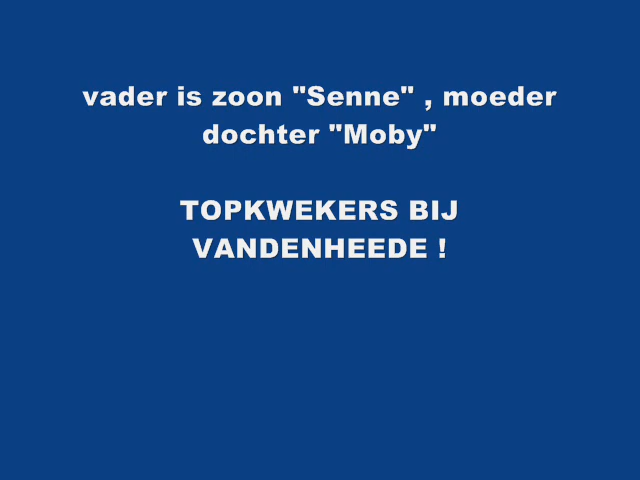 vader is zoon "Senne" , moeder
dochter "Moby"
TOPKWEKERS BIJ
VANDENHEEDE !